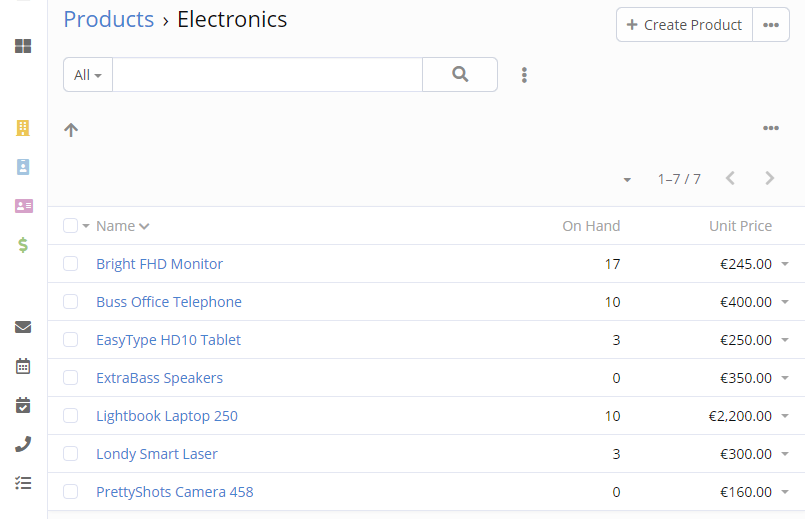 Products › Electronics
+ Create Product
All
1–7 / 7
Name On Hand Unit Price
Bright FHD Monitor 17 €245.00
Buss Office Telephone 10 €400.00
EasyType HD10 Tablet 3 €250.00
ExtraBass Speakers 0 €350.00
Lightbook Laptop 250 10 €2,200.00
Londy Smart Laser 3 €300.00
PrettyShots Camera 458 0 €160.00